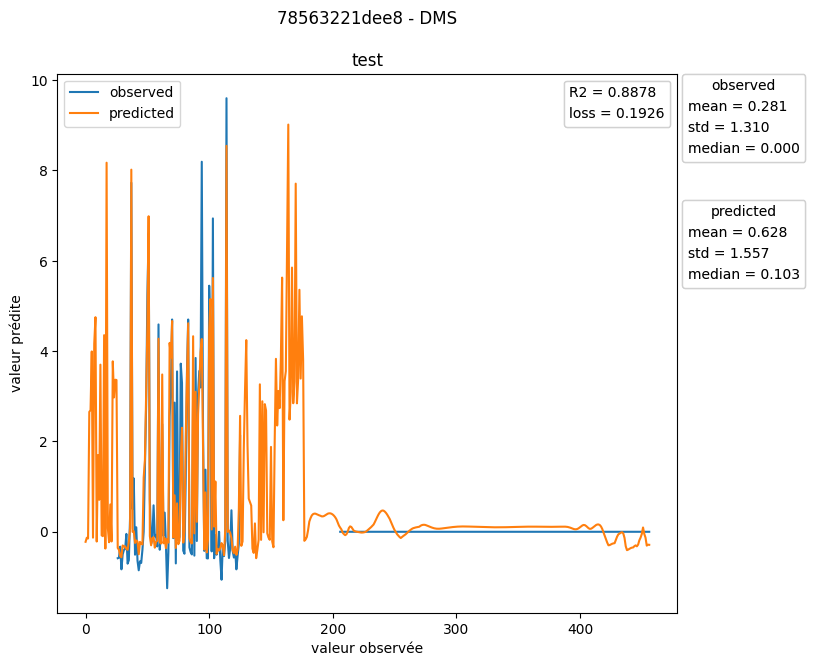 78563221dee8 - DMS
test
observed
predicted
R2 = 0.8878
loss = 0.1926
observed
mean = 0.281
std = 1.310
median = 0.000
predicted
mean = 0.628
std = 1.557
median = 0.103
valeur prédite
10
8
6
4
2
0
0
100
200
300
400
valeur observée